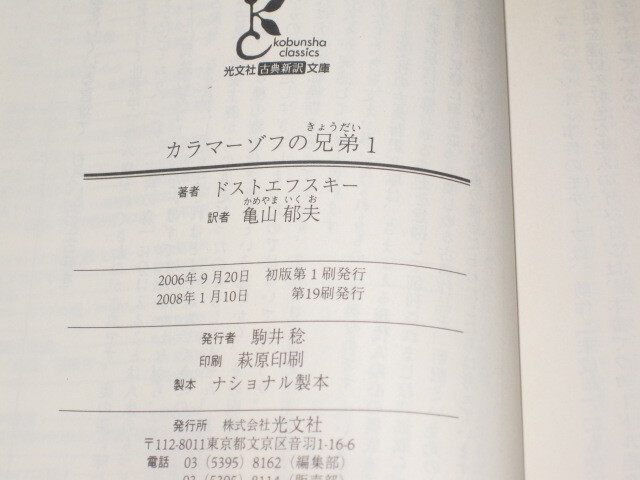 kobunsha
classics
光文社古典新訳文庫
きょうだい
カラマーゾフの兄弟1
著者 ドストエフスキー
かめやま いく お
訳者 亀山 郁夫
2006年9月20日 初版第1刷発行
2008年1月10日 第19刷発行
発行者 駒井 稔
印刷 萩原印刷
製本 ナショナル製本
発行所 株式会社光文社
〒112-8011東京都文京区音羽1-16-6
電話 03 (5395) 8162 (編集部)
03 (5395) 8114 (販売部)